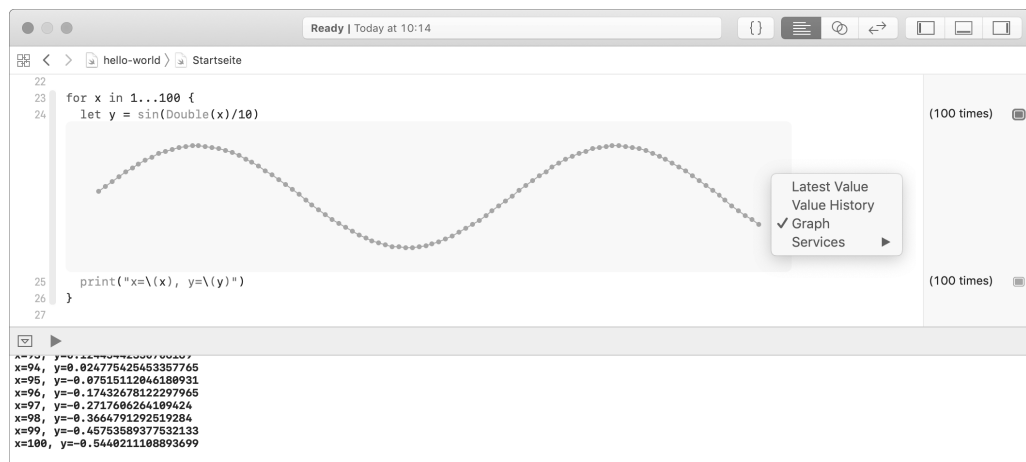 Ready | Today at 10:14
{ }
hello-world 〉 Startseite
22
23 for x in 1...100 {
24 let y = sin(Double(x)/10) (100 times)
Latest Value
Value History
✓ Graph
Services ▶
25 print("x=\(x), y=\(y)") (100 times)
26 }
27
x=94, y=0.024775425453357765
x=95, y=-0.07515112046180931
x=96, y=-0.17432678122297965
x=97, y=-0.2717606264109424
x=98, y=-0.3664791292519284
x=99, y=-0.45753589377532133
x=100, y=-0.5440211108893699